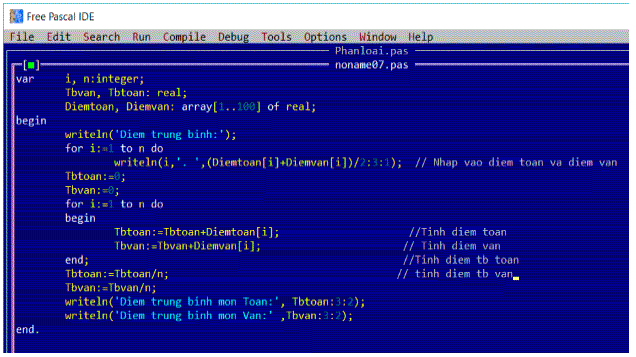 Free Pascal IDE
File Edit Search Run Compile Debug Tools Options Window Help
Phanloai.pas
[■] noname07.pas
var i, n:integer;
Tbvan, Tbtoan: real;
Diemtoan, Diemvan: array[1..100] of real;
begin
writeln('Diem trung binh:');
for i:=1 to n do
writeln(i,'. ',(Diemtoan[i]+Diemvan[i])/2:3:1); // Nhap vao diem toan va diem van
Tbtoan:=0;
Tbvan:=0;
for i:=1 to n do
begin
Tbtoan:=Tbtoan+Diemtoan[i]; //Tinh diem toan
Tbvan:=Tbvan+Diemvan[i]; // Tinh diem van
end; //Tinh diem tb toan
Tbtoan:=Tbtoan/n; // tinh diem tb van
Tbvan:=Tbvan/n;
writeln('Diem trung binh mon Toan:', Tbtoan:3:2);
writeln('Diem trung binh mon Van:' ,Tbvan:3:2);
end.